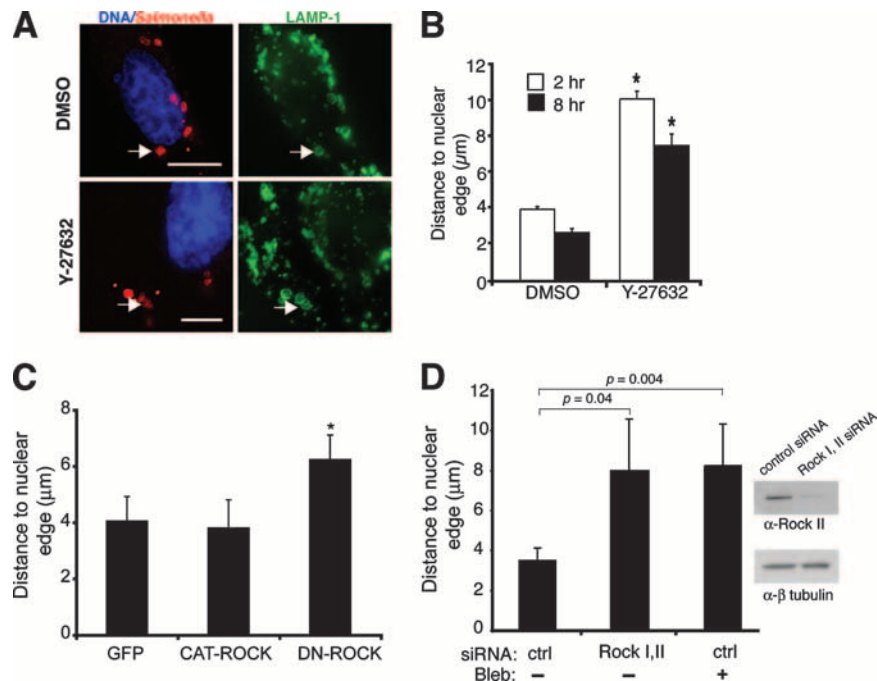 A
DNA/Salmonella
LAMP-1
DMSO
Y-27632
B
Distance to nuclear
edge (µm)
12
10
8
6
4
2
0
2 hr
8 hr
*
*
DMSO
Y-27632
C
Distance to nuclear
edge (µm)
8
6
4
2
0
*
GFP
CAT-ROCK
DN-ROCK
D
Distance to nuclear
edge (µm)
12
10
8
6
4
2
0
p = 0.004
p = 0.04
siRNA: ctrl Rock I,II ctrl
Bleb: – – +
control siRNA
Rock I, II siRNA
α-Rock II
α-β tubulin